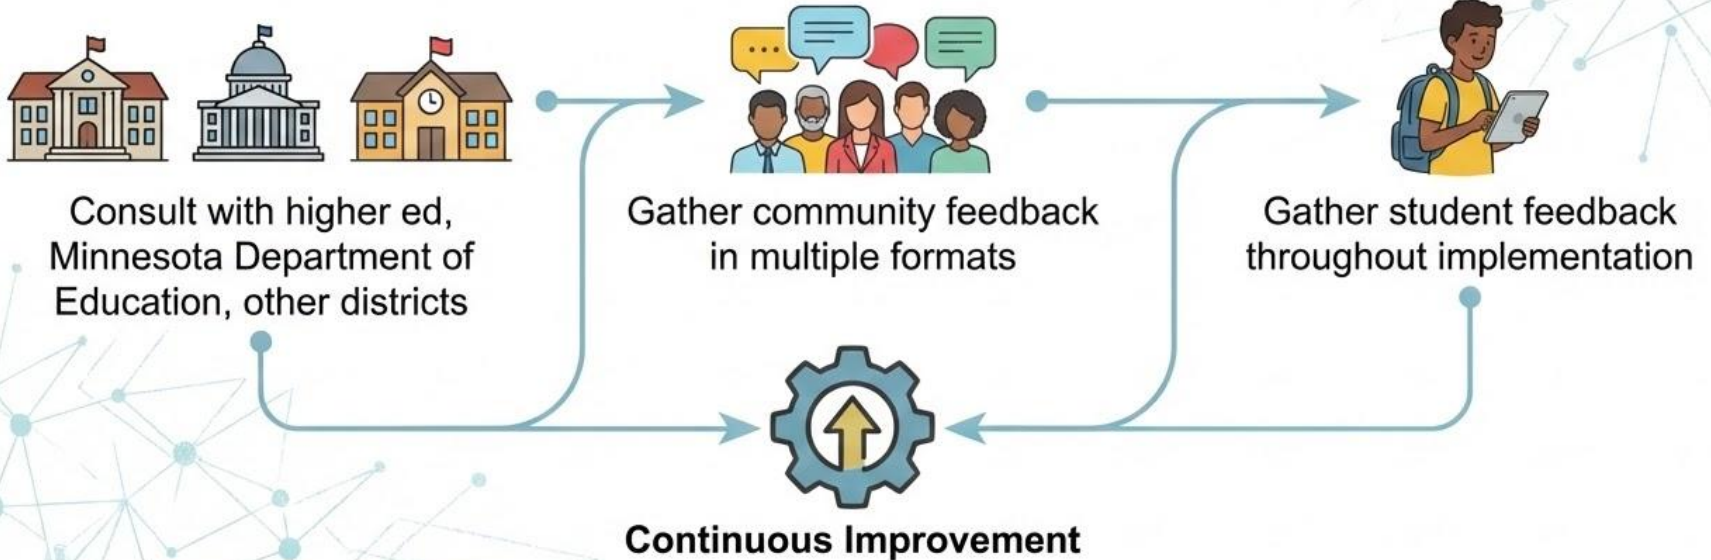 Consult with higher ed,
Minnesota Department of
Education, other districts
Gather community feedback
in multiple formats
Gather student feedback
throughout implementation
Continuous Improvement